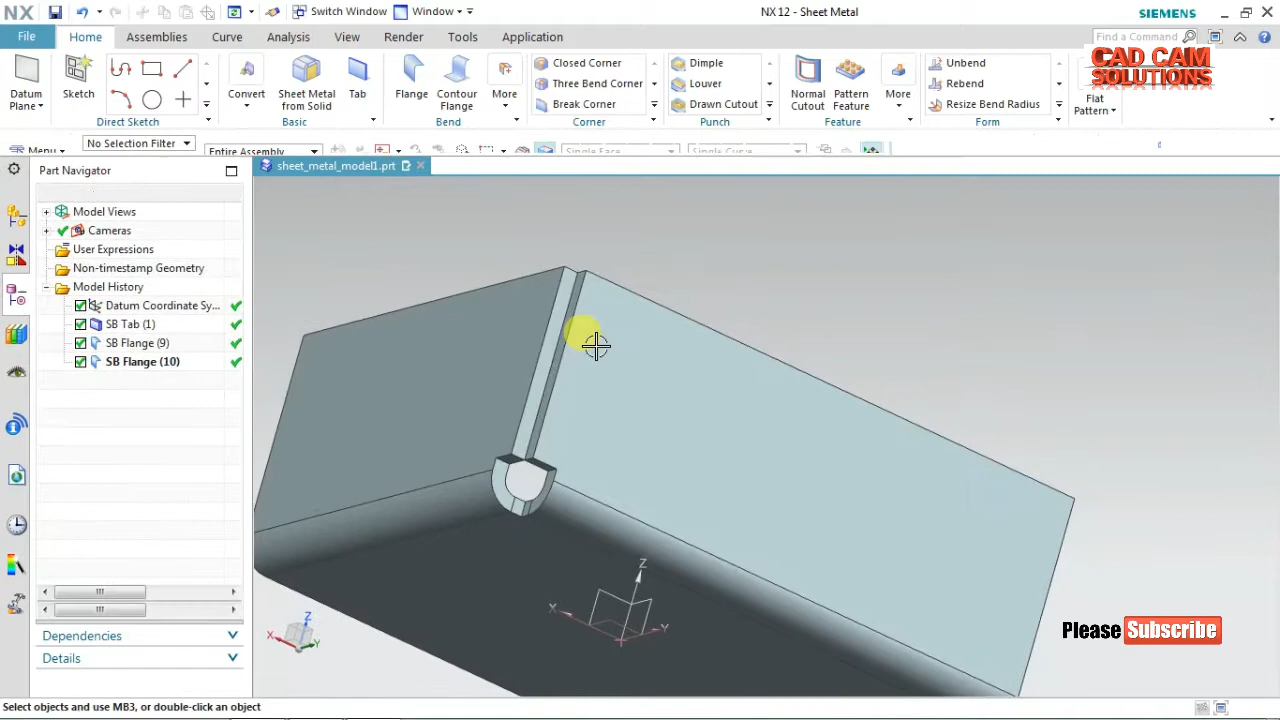 NX
Switch Window
Window
NX 12 - Sheet Metal
SIEMENS
File
Home
Assemblies
Curve
Analysis
View
Render
Tools
Application
Find a Command
CAD CAM
SOLUTIONS
Datum
Plane
Sketch
Direct Sketch
Convert
Sheet Metal
from Solid
Tab
Basic
Flange
Contour
Flange
More
Bend
Closed Corner
Three Bend Corner
Break Corner
Corner
Dimple
Louver
Drawn Cutout
Punch
Normal
Cutout
Pattern
Feature
More
Feature
Unbend
Rebend
Resize Bend Radius
Form
Flat
Pattern
Menu
No Selection Filter
Entire Assembly
Single Face
Single Curve
Part Navigator
sheet_metal_model1.prt
Model Views
Cameras
User Expressions
Non-timestamp Geometry
Model History
Datum Coordinate Sy...
SB Tab (1)
SB Flange (9)
SB Flange (10)
Dependencies
Details
Z
X
Y
Z
X
Y
Please Subscribe
Select objects and use MB3, or double-click an object